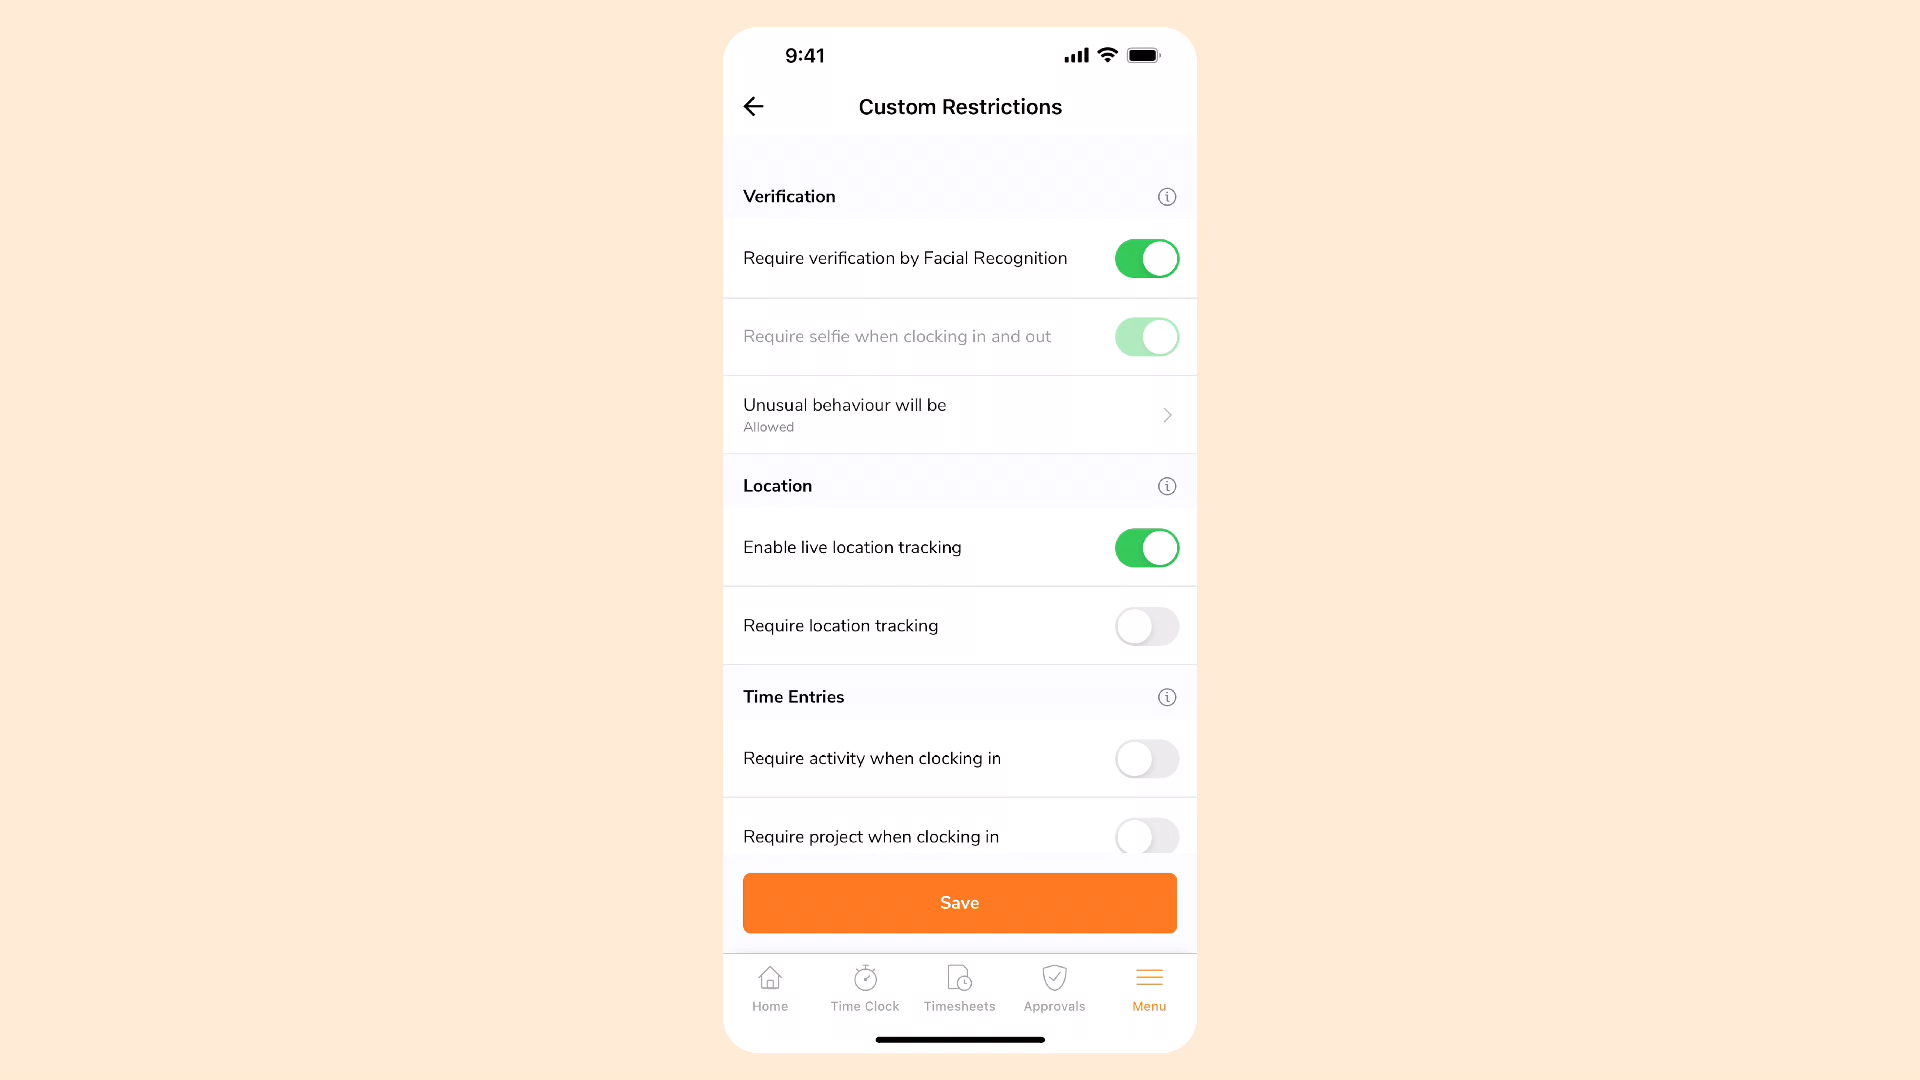 9:41
Custom Restrictions
Verification
Require verification by Facial Recognition
Require selfie when clocking in and out
Unusual behaviour will be
Allowed
Location
Enable live location tracking
Require location tracking
Time Entries
Require activity when clocking in
Require project when clocking in
Save
Home Time Clock Timesheets Approvals Menu